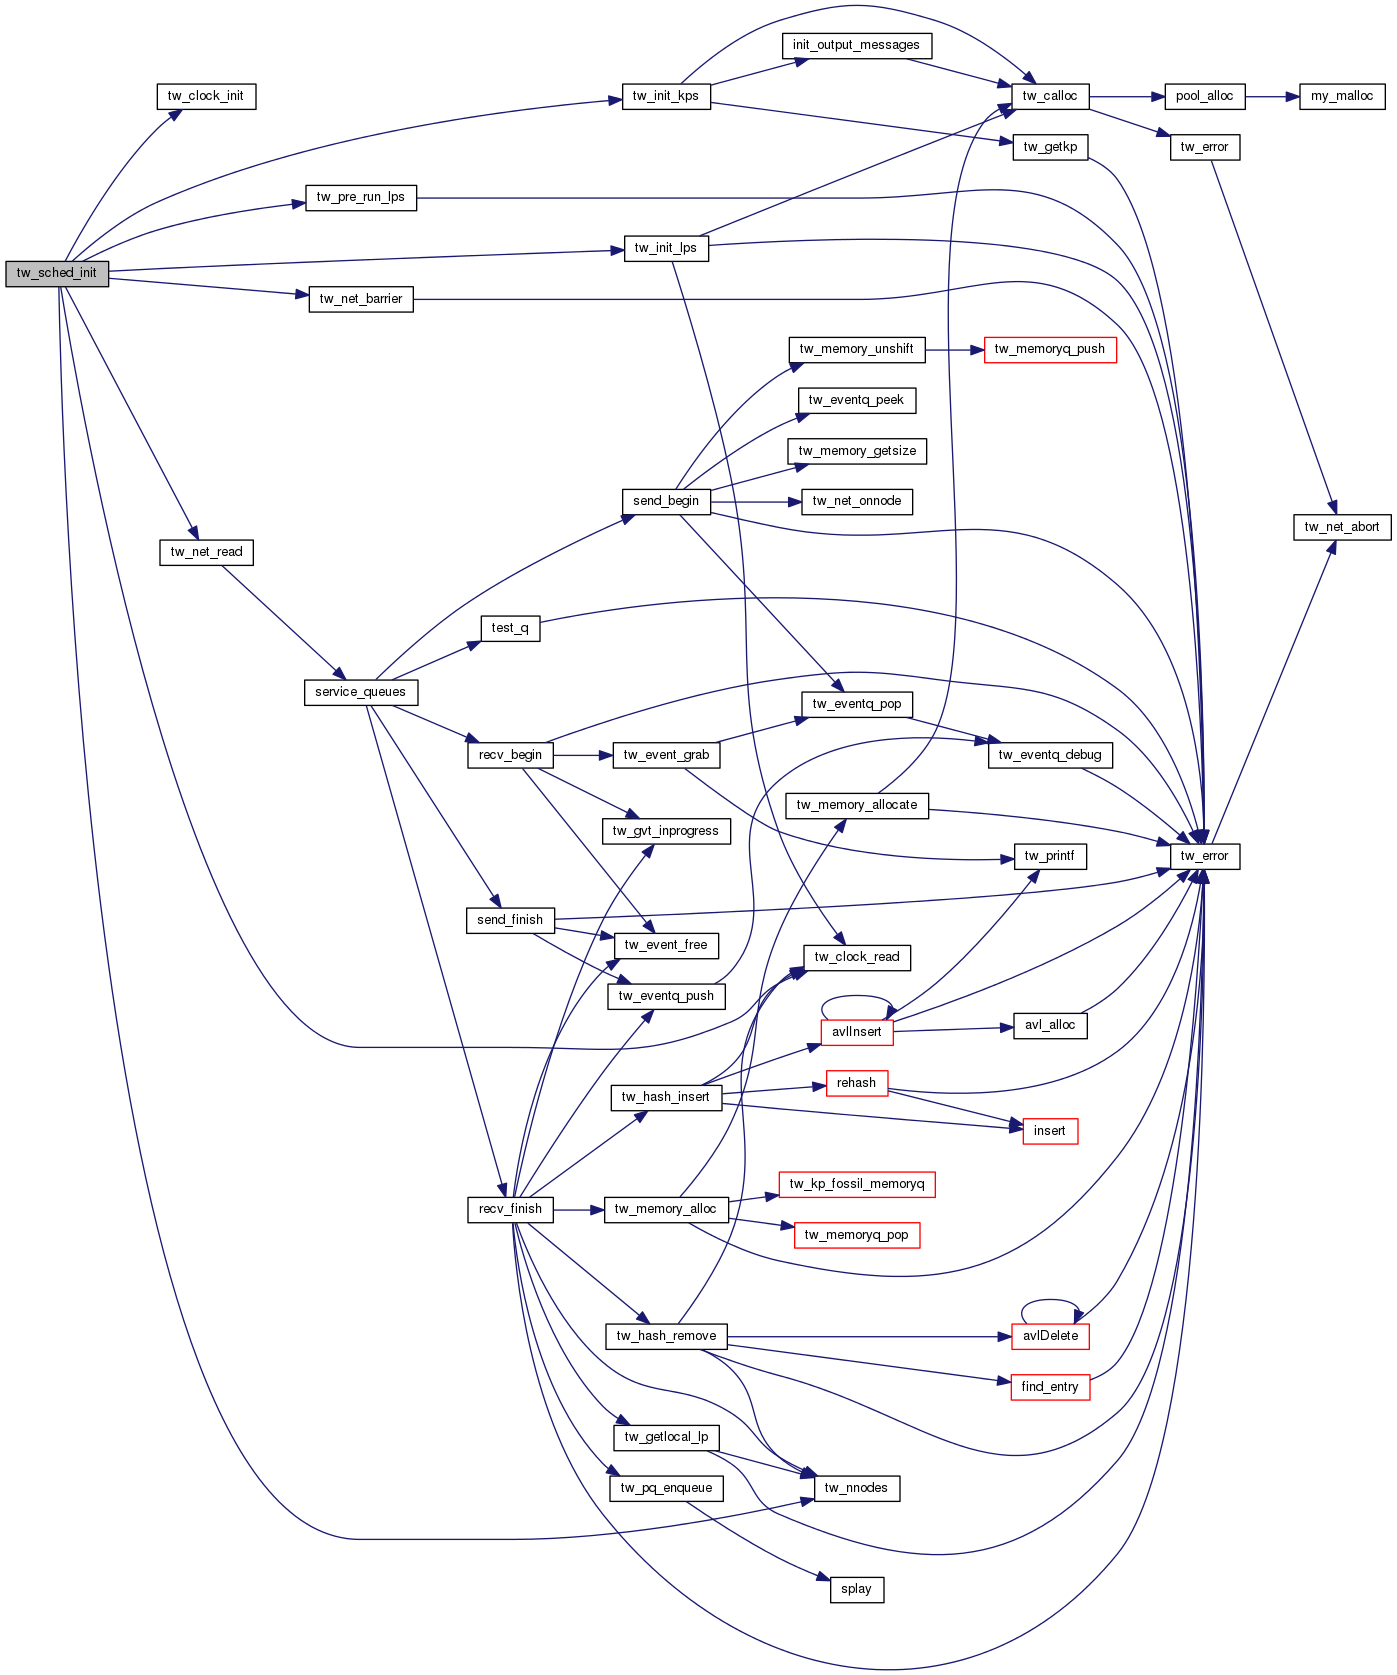 init_output_messages
tw_clock_init
tw_init_kps
tw_calloc
pool_alloc
my_malloc
tw_getkp
tw_error
tw_pre_run_lps
tw_init_lps
tw_sched_init
tw_net_barrier
tw_memory_unshift
tw_memoryq_push
tw_eventq_peek
tw_memory_getsize
send_begin
tw_net_onnode
tw_net_abort
tw_net_read
test_q
service_queues
tw_eventq_pop
recv_begin
tw_event_grab
tw_eventq_debug
tw_memory_allocate
tw_gvt_inprogress
tw_printf
tw_error
send_finish
tw_event_free
tw_clock_read
tw_eventq_push
avlInsert
avl_alloc
rehash
tw_hash_insert
insert
tw_kp_fossil_memoryq
recv_finish
tw_memory_alloc
tw_memoryq_pop
tw_hash_remove
avlDelete
find_entry
tw_getlocal_lp
tw_pq_enqueue
tw_nnodes
splay